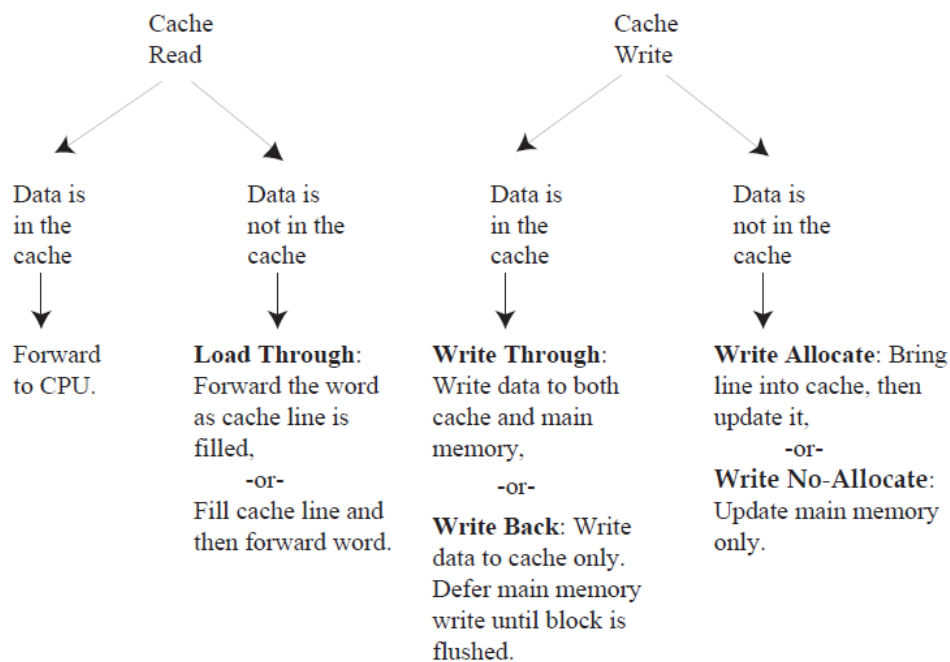 Cache
Read
Cache
Write
Data is
in the
cache
Data is
not in the
cache
Data is
in the
cache
Data is
not in the
cache
Forward
to CPU.
Load Through:
Forward the word
as cache line is
filled,
-or-
Fill cache line and
then forward word.
Write Through:
Write data to both
cache and main
memory,
-or-
Write Back: Write
data to cache only.
Defer main memory
write until block is
flushed.
Write Allocate: Bring
line into cache, then
update it,
-or-
Write No-Allocate:
Update main memory
only.